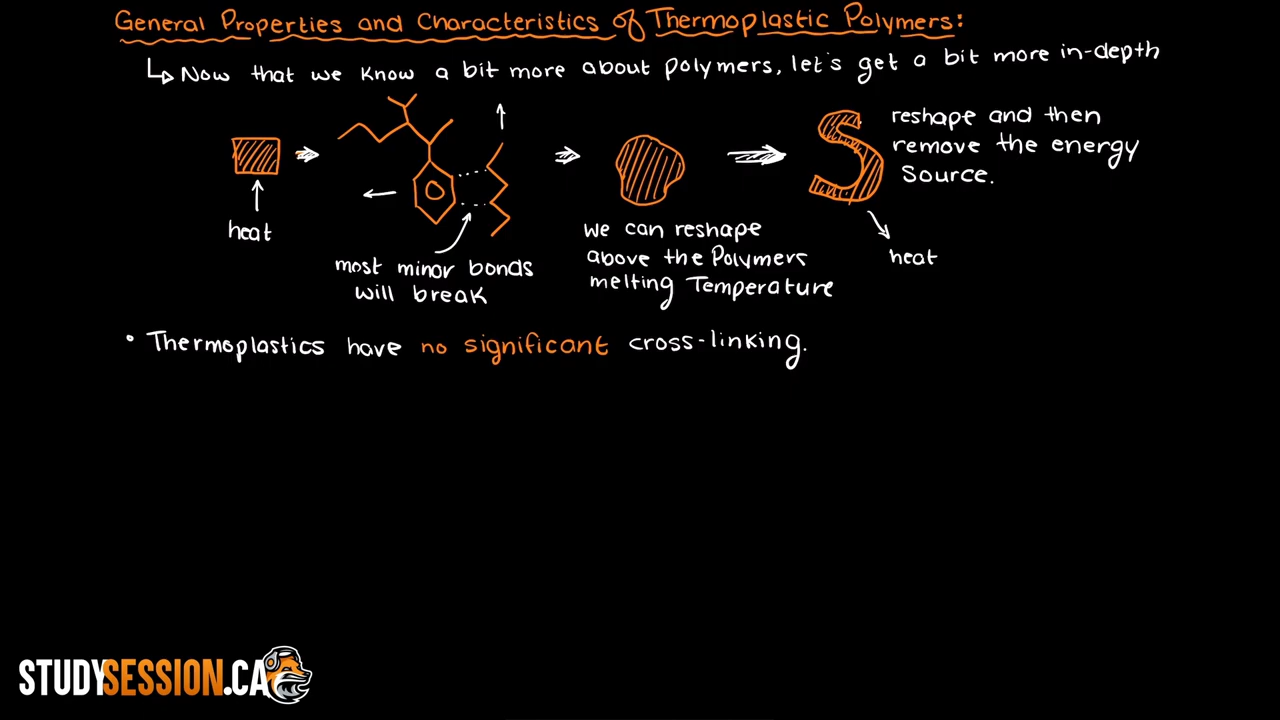 General Properties and Characteristics of Thermoplastic Polymers:
Now that we know a bit more about polymers, let's get a bit more in-depth
heat
most minor bonds
will break
we can reshape
above the Polymers
melting Temperature
reshape and then
remove the energy
source.
heat
• Thermoplastics have no significant cross-linking.
STUDYSESSION.CA